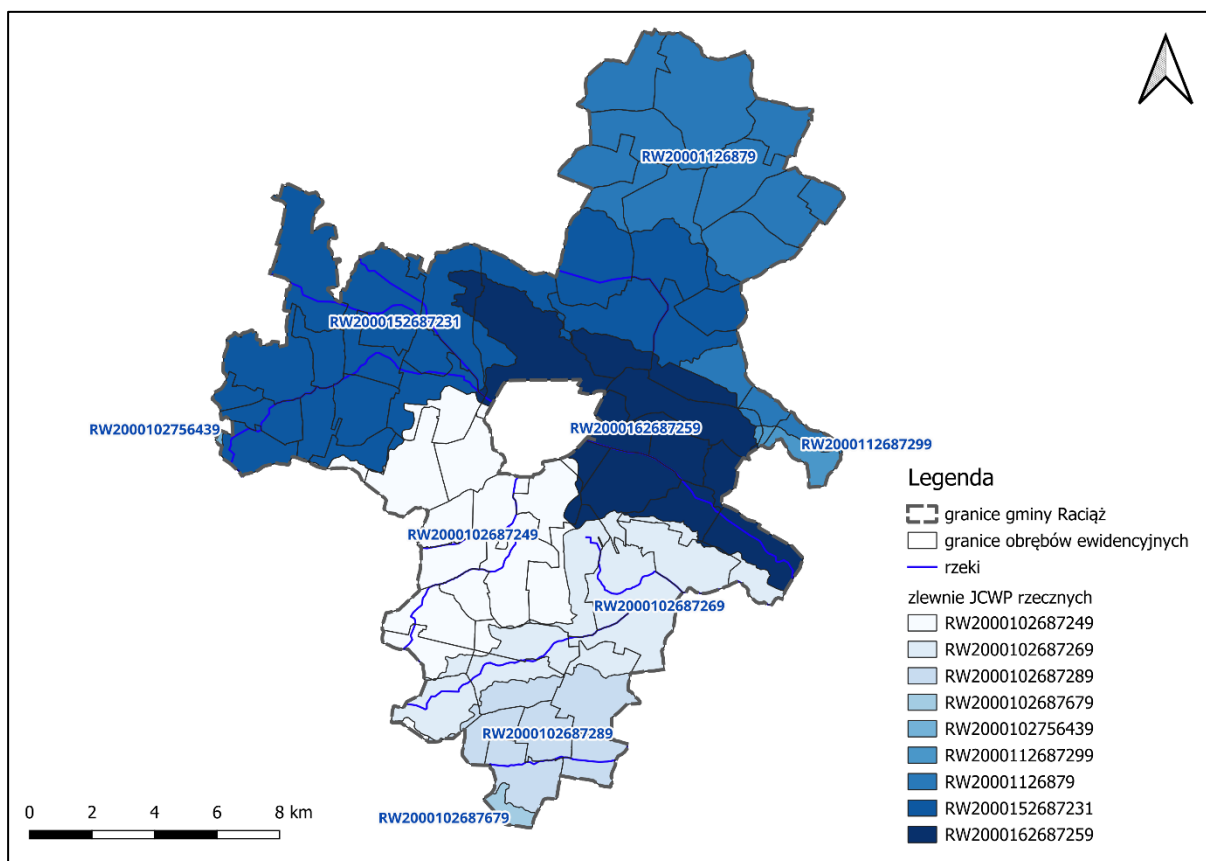 RW20001126879
RW2000152687231
RW2000102756439
RW2000162687259
RW2000112687299
RW2000102687249
RW2000102687269
RW2000102687289
RW2000102687679
0 2 4 6 8 km
Legenda
granice gminy Raciąż
granice obrębów ewidencyjnych
rzeki
zlewnie JCWP rzecznych
RW2000102687249
RW2000102687269
RW2000102687289
RW2000102687679
RW2000102756439
RW2000112687299
RW20001126879
RW2000152687231
RW2000162687259